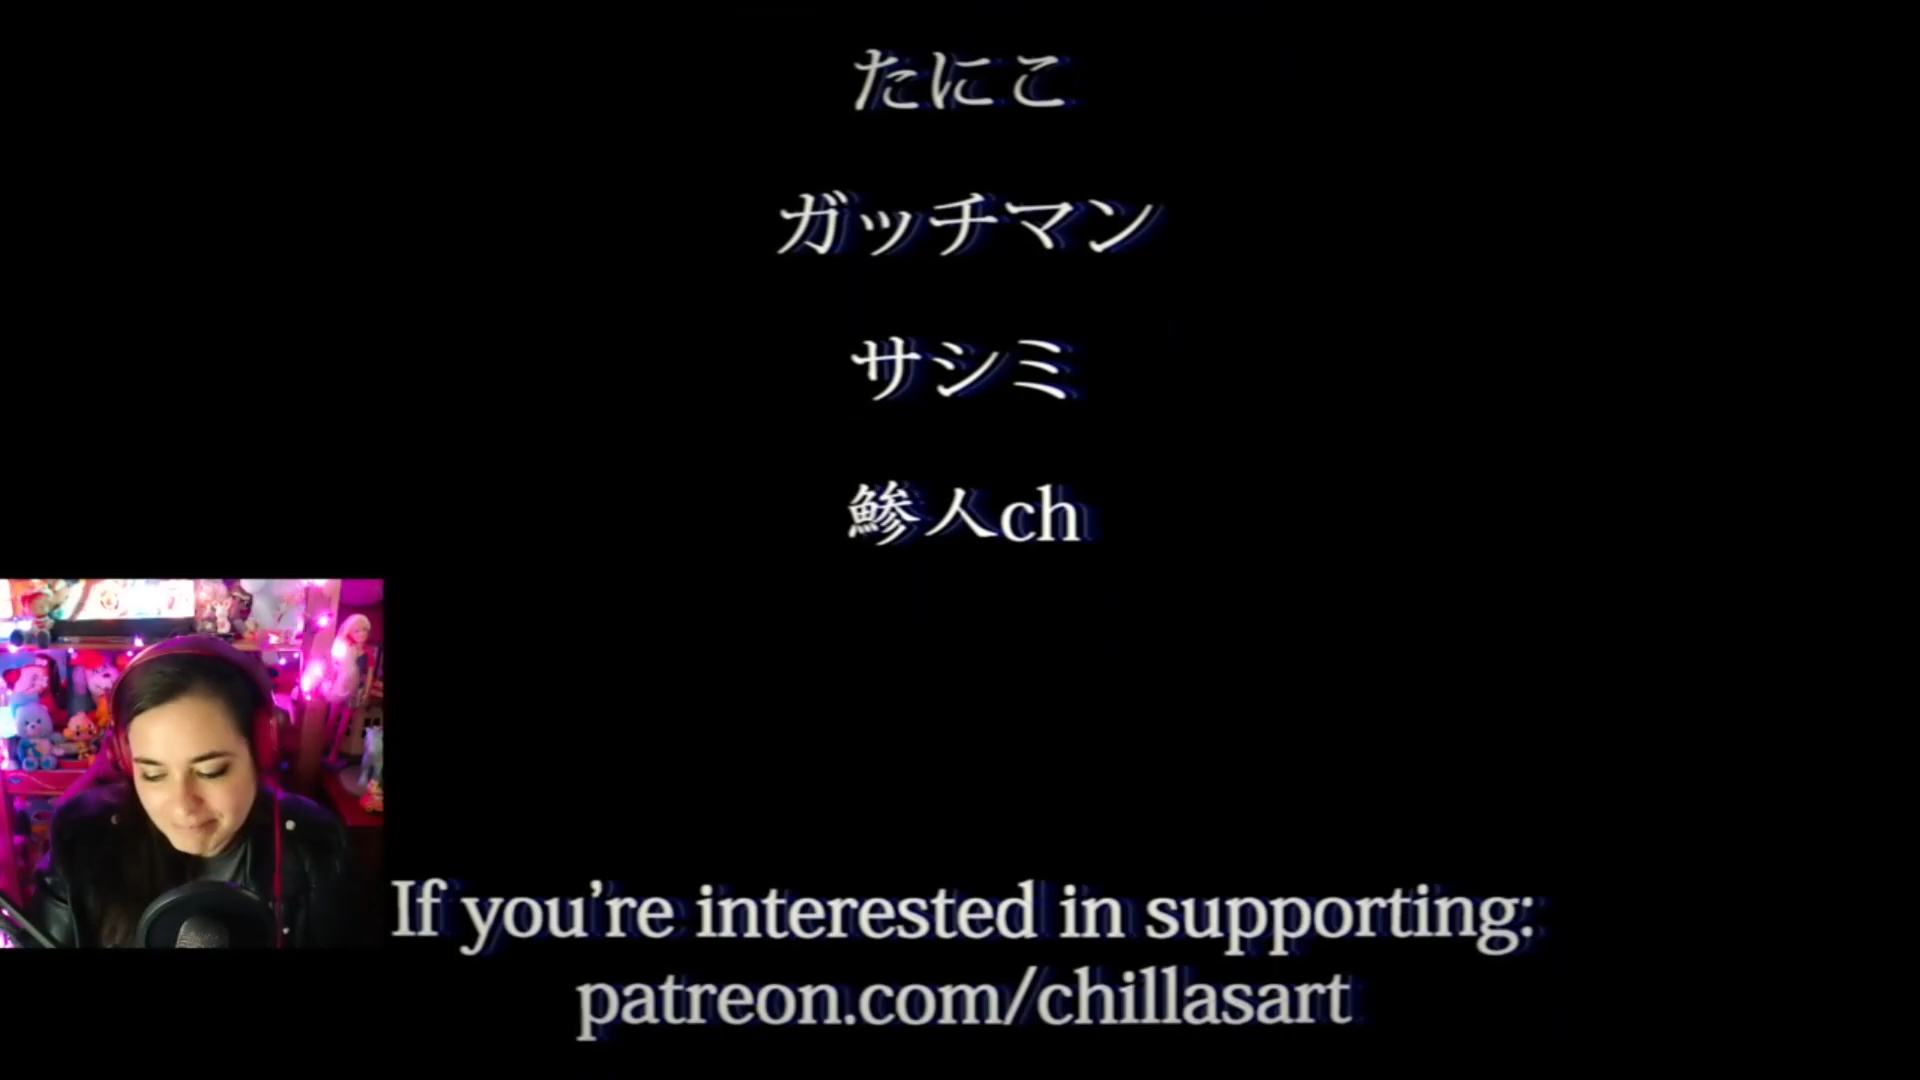 たにこ
ガッチマン
サシミ
鯵人ch
If you're interested in supporting:
patreon.com/chillasart